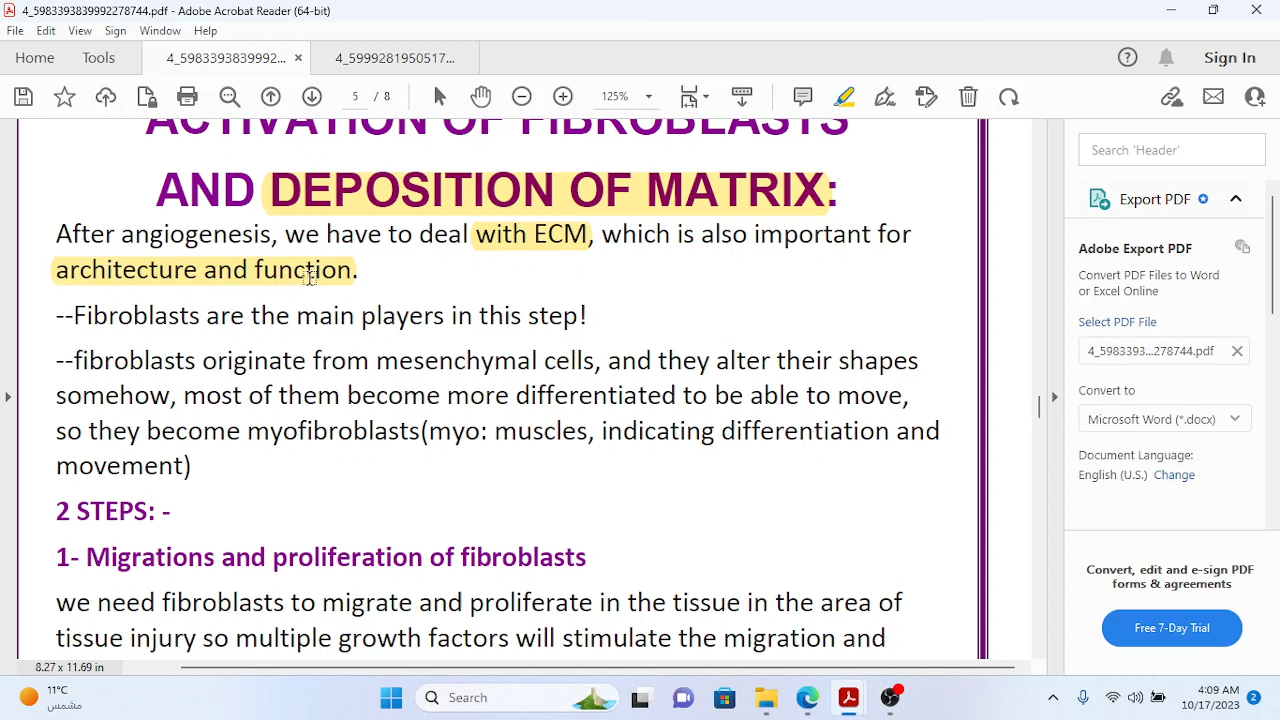 4_5983393839992278744.pdf - Adobe Acrobat Reader (64-bit)
File Edit View Sign Window Help
Home Tools 4_5983393839992... × 4_5999281950517... Sign In
5 / 8 125%
ACTIVATION OF FIBROBLASTS
AND DEPOSITION OF MATRIX:
After angiogenesis, we have to deal with ECM, which is also important for
architecture and function.
--Fibroblasts are the main players in this step!
--fibroblasts originate from mesenchymal cells, and they alter their shapes
somehow, most of them become more differentiated to be able to move,
so they become myofibroblasts(myo: muscles, indicating differentiation and
movement)
2 STEPS: -
1- Migrations and proliferation of fibroblasts
we need fibroblasts to migrate and proliferate in the tissue in the area of
tissue injury so multiple growth factors will stimulate the migration and
8.27 x 11.69 in
Search 'Header'
Export PDF
Adobe Export PDF
Convert PDF Files to Word
or Excel Online
Select PDF File
4_5983393...278744.pdf
Convert to
Microsoft Word (*.docx)
Document Language:
English (U.S.) Change
Convert, edit and e-sign PDF
forms & agreements
Free 7-Day Trial
11°C
مشمس
Search
4:09 AM
10/17/2023
2